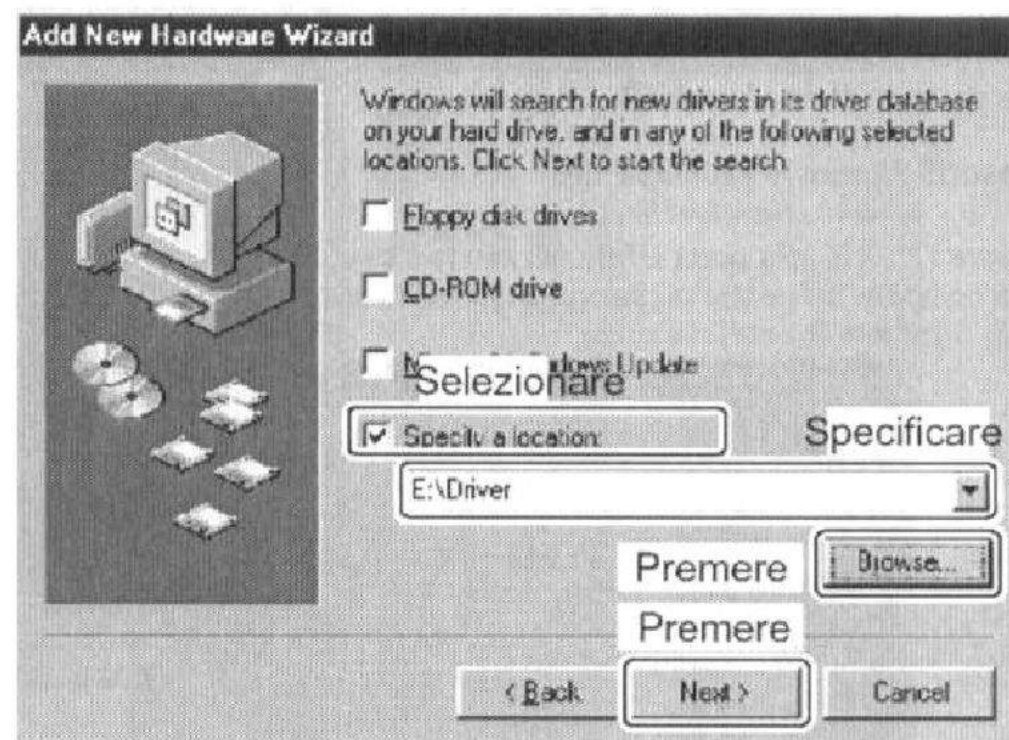 Add New Hardware Wizard
Windows will search for new drivers in its driver database
on your hard drive, and in any of the following selected
locations. Click Next to start the search.
Floppy disk drives
CD-ROM drive
Update
Selezionare
Specify a location:
Specificare
E:\Driver
Premere
Browse...
Premere
< Back
Next >
Cancel